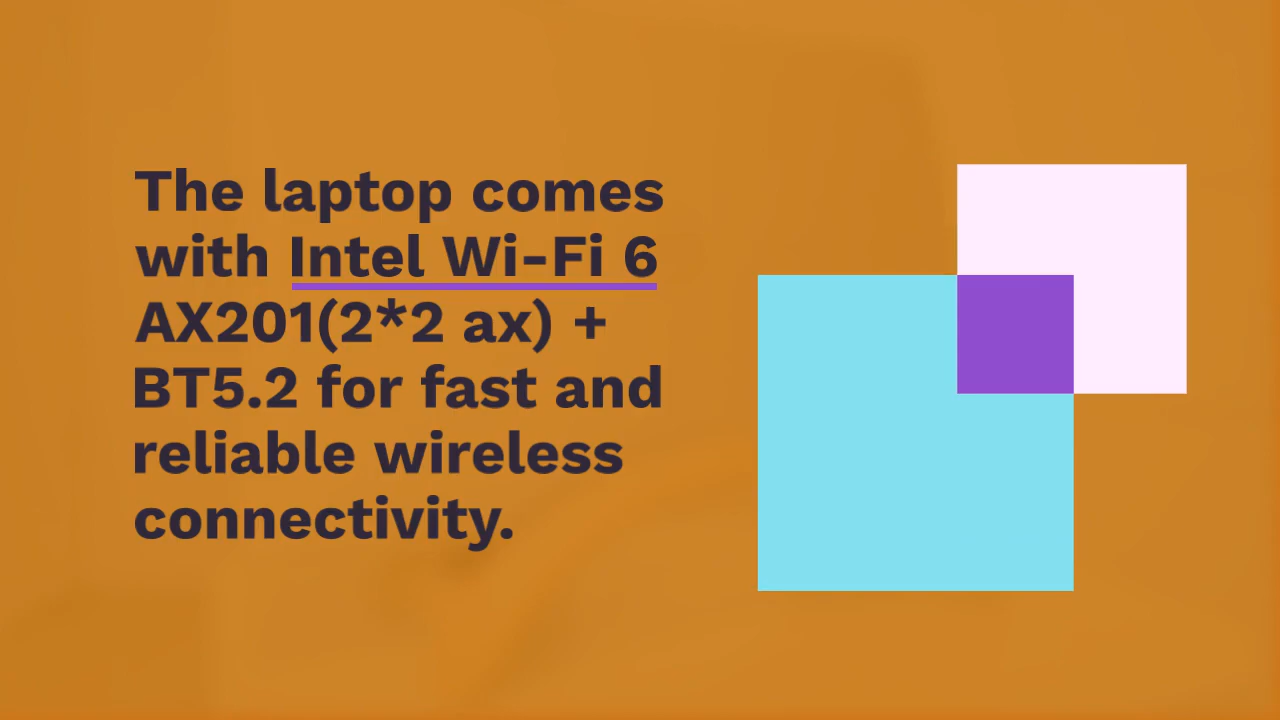 The laptop comes
with Intel Wi-Fi 6
AX201(2*2 ax) +
BT5.2 for fast and
reliable wireless
connectivity.